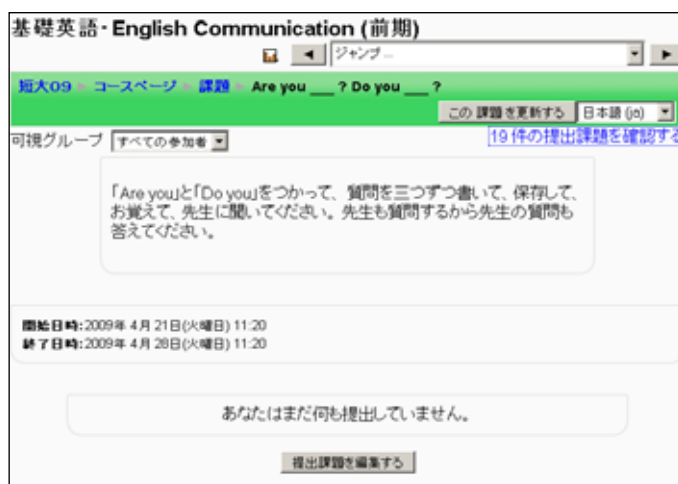 基礎英語・English Communication (前期)
ジャンプ...
短大09 ► コースページ ► 課題 ► Are you ___ ? Do you ___ ?
この 課題 を更新する 日本語 (ja)
可視グループ すべての参加者 19 件の提出課題を確認する
「Are you」と「Do you」をつかって、質問を三つずつ書いて、保存して、
お覚えて、先生に聞いてください。先生も質問するから先生の質問も
答えてください。
開始日時: 2009年 4月 21日(火曜日) 11:20
終了日時: 2009年 4月 28日(火曜日) 11:20
あなたはまだ何も提出していません。
提出課題を編集する